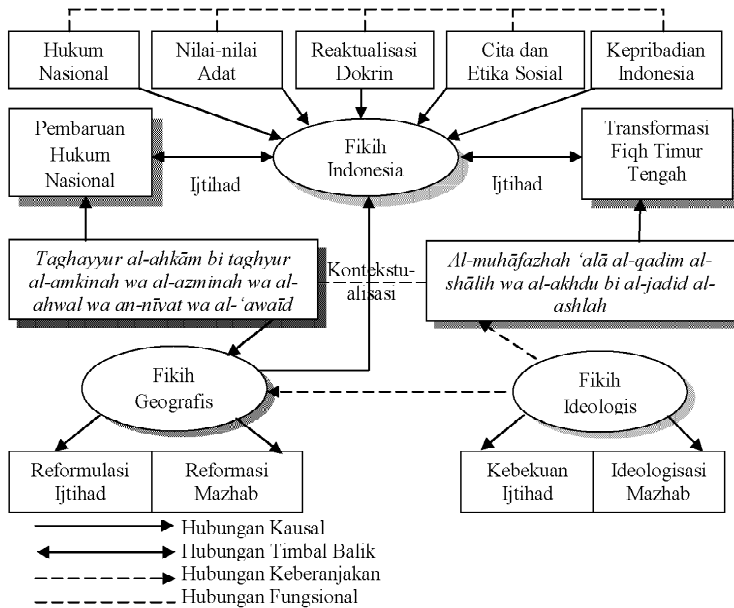 Hukum
Nasional
Nilai-nilai
Adat
Reaktualisasi
Dokrin
Cita dan
Etika Sosial
Kepribadian
Indonesia
Pembaruan
Hukum
Nasional
Ijtihad
Fikih
Indonesia
Ijtihad
Transformasi
Fiqh Timur
Tengah
Taghayyur al-ahkām bi taghyur
al-amkinah wa al-azminah wa al-
ahwal wa an-nīyat wa al-‘awaīd
Kontekstu-
alisasi
Al-muhāfazhah ‘alā al-qadim al-
shālih wa al-akhdu bi al-jadid al-
ashlah
Fikih
Geografis
Fikih
Ideologis
Reformulasi
Ijtihad
Reformasi
Mazhab
Kebekuan
Ijtihad
Ideologisasi
Mazhab
Hubungan Kausal
Hubungan Timbal Balik
Hubungan Keberanjakan
Hubungan Fungsional